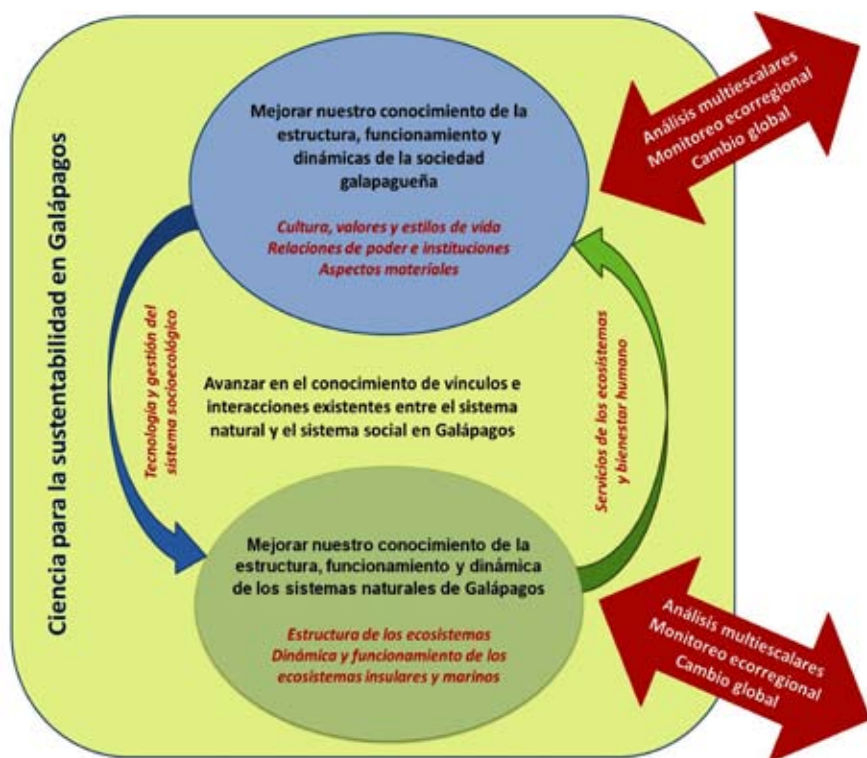 Ciencia para la sustentabilidad en Galápagos
Mejorar nuestro conocimiento de la
estructura, funcionamiento y
dinámicas de la sociedad
galapagueña
Cultura, valores y estilos de vida
Relaciones de poder e instituciones
Aspectos materiales
Análisis multiescalares
Monitoreo ecorregional
Cambio global
Tecnología y gestión del
sistema socioecológico
Avanzar en el conocimiento de vínculos e
interacciones existentes entre el sistema
natural y el sistema social en Galápagos
Servicios de los ecosistemas
y bienestar humano
Mejorar nuestro conocimiento de la
estructura, funcionamiento y dinámica
de los sistemas naturales de Galápagos
Estructura de los ecosistemas
Dinámica y funcionamiento de los
ecosistemas insulares y marinos
Análisis multiescalares
Monitoreo ecorregional
Cambio global